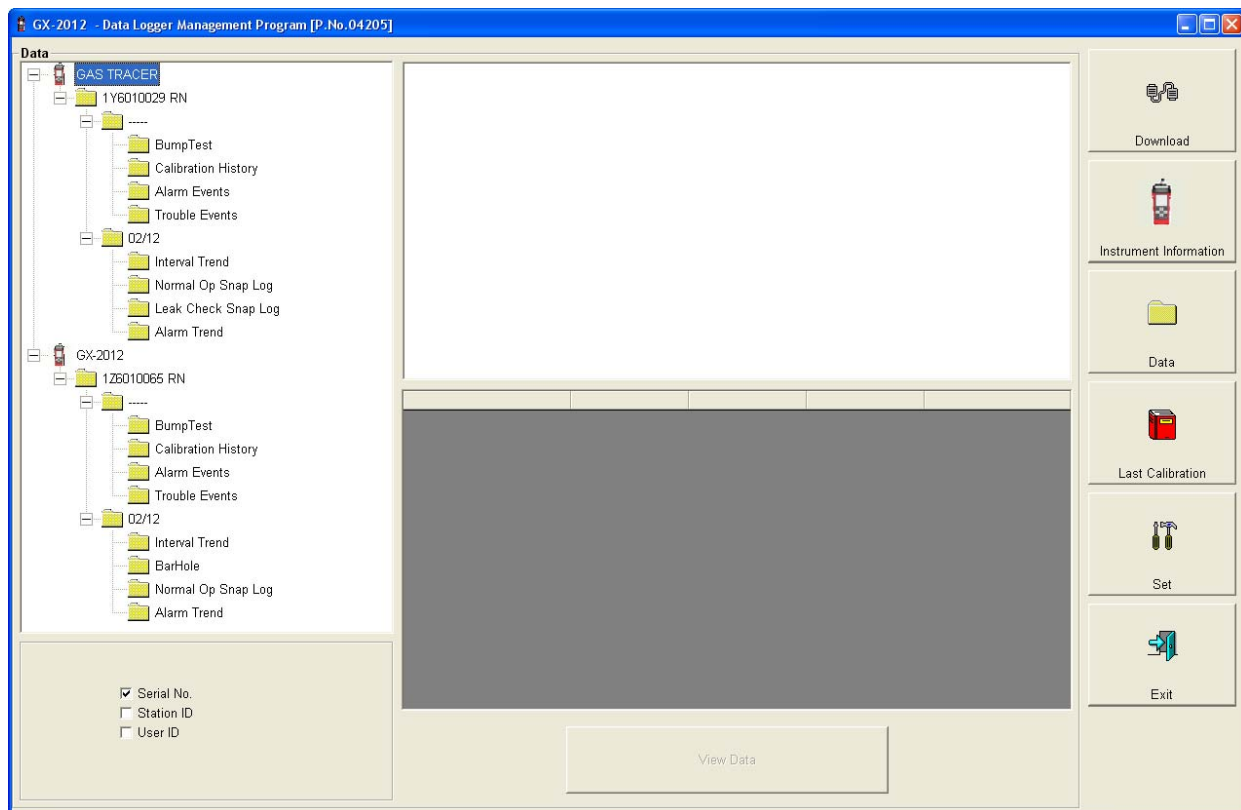 GX-2012 - Data Logger Management Program [P.No.04205]
Data
GAS TRACER
1Y6010029 RN
-----
BumpTest
Calibration History
Alarm Events
Trouble Events
02/12
Interval Trend
Normal Op Snap Log
Leak Check Snap Log
Alarm Trend
GX-2012
1Z6010065 RN
-----
BumpTest
Calibration History
Alarm Events
Trouble Events
02/12
Interval Trend
BarHole
Normal Op Snap Log
Alarm Trend
Serial No.
Station ID
User ID
View Data
Download
Instrument Information
Data
Last Calibration
Set
Exit